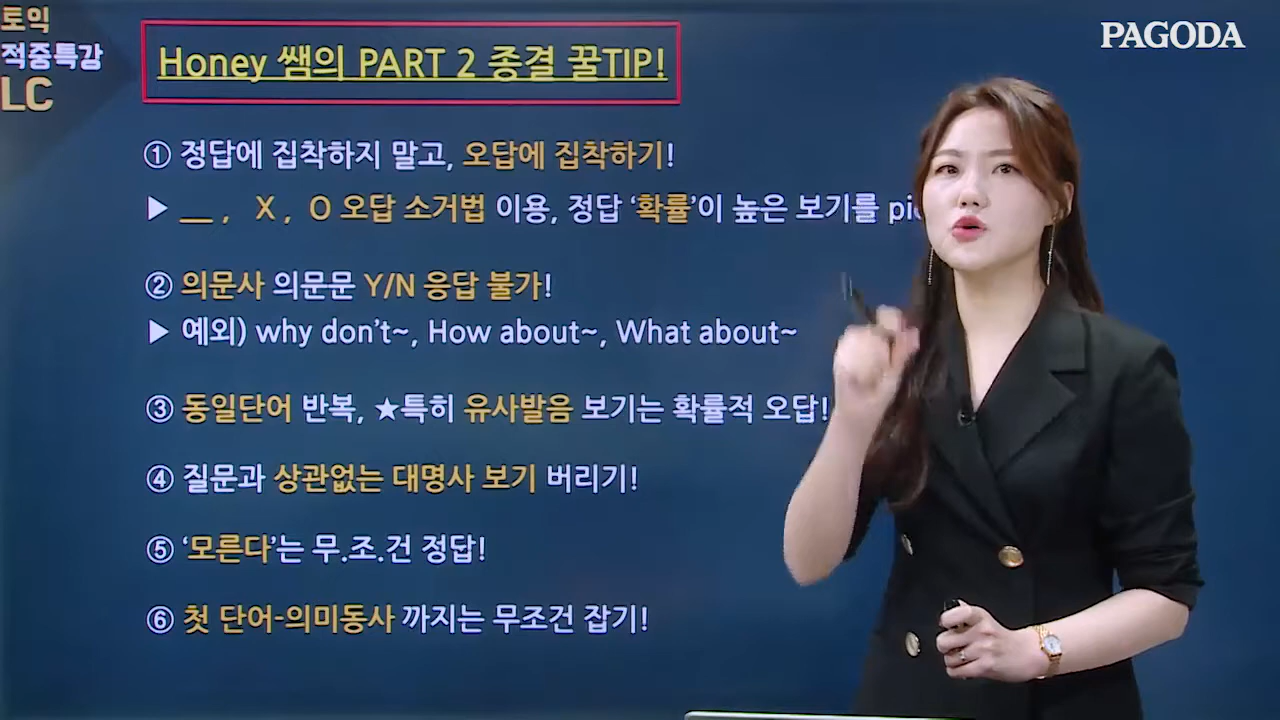 토익
적중특강
LC
PAGODA
Honey 쌤의 PART 2 종결 꿀TIP!
① 정답에 집착하지 말고, 오답에 집착하기!
▶ __ , X , O 오답 소거법 이용, 정답 ‘확률’이 높은 보기를
② 의문사 의문문 Y/N 응답 불가!
▶ 예외) why don’t~, How about~, What about~
③ 동일단어 반복, ★특히 유사발음 보기는 확률적 오답!
④ 질문과 상관없는 대명사 보기 버리기!
⑤ ‘모른다’는 무.조.건 정답!
⑥ 첫 단어-의미동사 까지는 무조건 잡기!